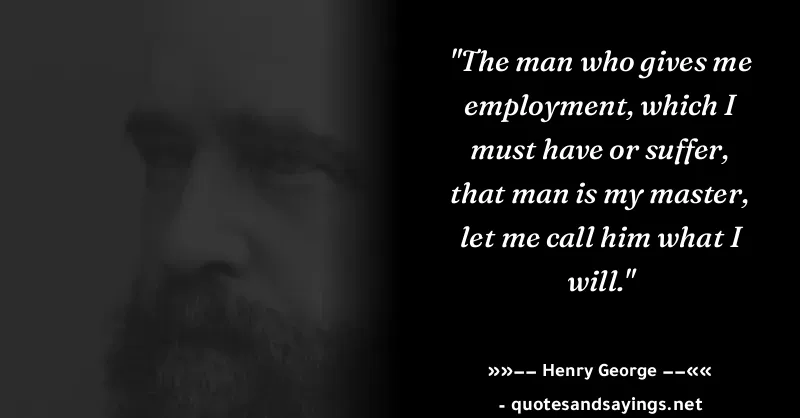 "The man who gives me
employment, which I
must have or suffer,
that man is my master,
let me call him what I
will."
»»–– Henry George ––««
- quotesandsayings.net